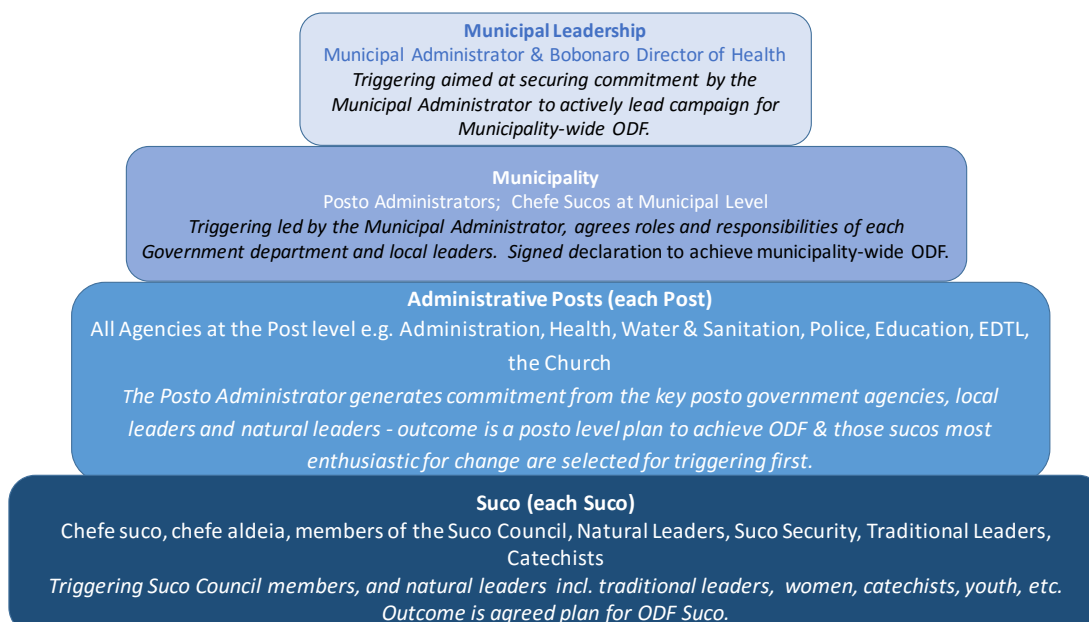 Municipal Leadership
Municipal Administrator & Bobonaro Director of Health
Triggering aimed at securing commitment by the
Municipal Administrator to actively lead campaign for
Municipality-wide ODF.
Municipality
Posto Administrators; Chefe Sucos at Municipal Level
Triggering led by the Municipal Administrator, agrees roles and responsibilities of each
Government department and local leaders. Signed declaration to achieve municipality-wide ODF.
Administrative Posts (each Post)
All Agencies at the Post level e.g. Administration, Health, Water & Sanitation, Police, Education, EDTL,
the Church
The Posto Administrator generates commitment from the key posto government agencies, local
leaders and natural leaders - outcome is a posto level plan to achieve ODF & those sucos most
enthusiastic for change are selected for triggering first.
Suco (each Suco)
Chefe suco, chefe aldeia, members of the Suco Council, Natural Leaders, Suco Security, Traditional Leaders,
Catechists
Triggering Suco Council members, and natural leaders incl. traditional leaders, women, catechists, youth, etc.
Outcome is agreed plan for ODF Suco.